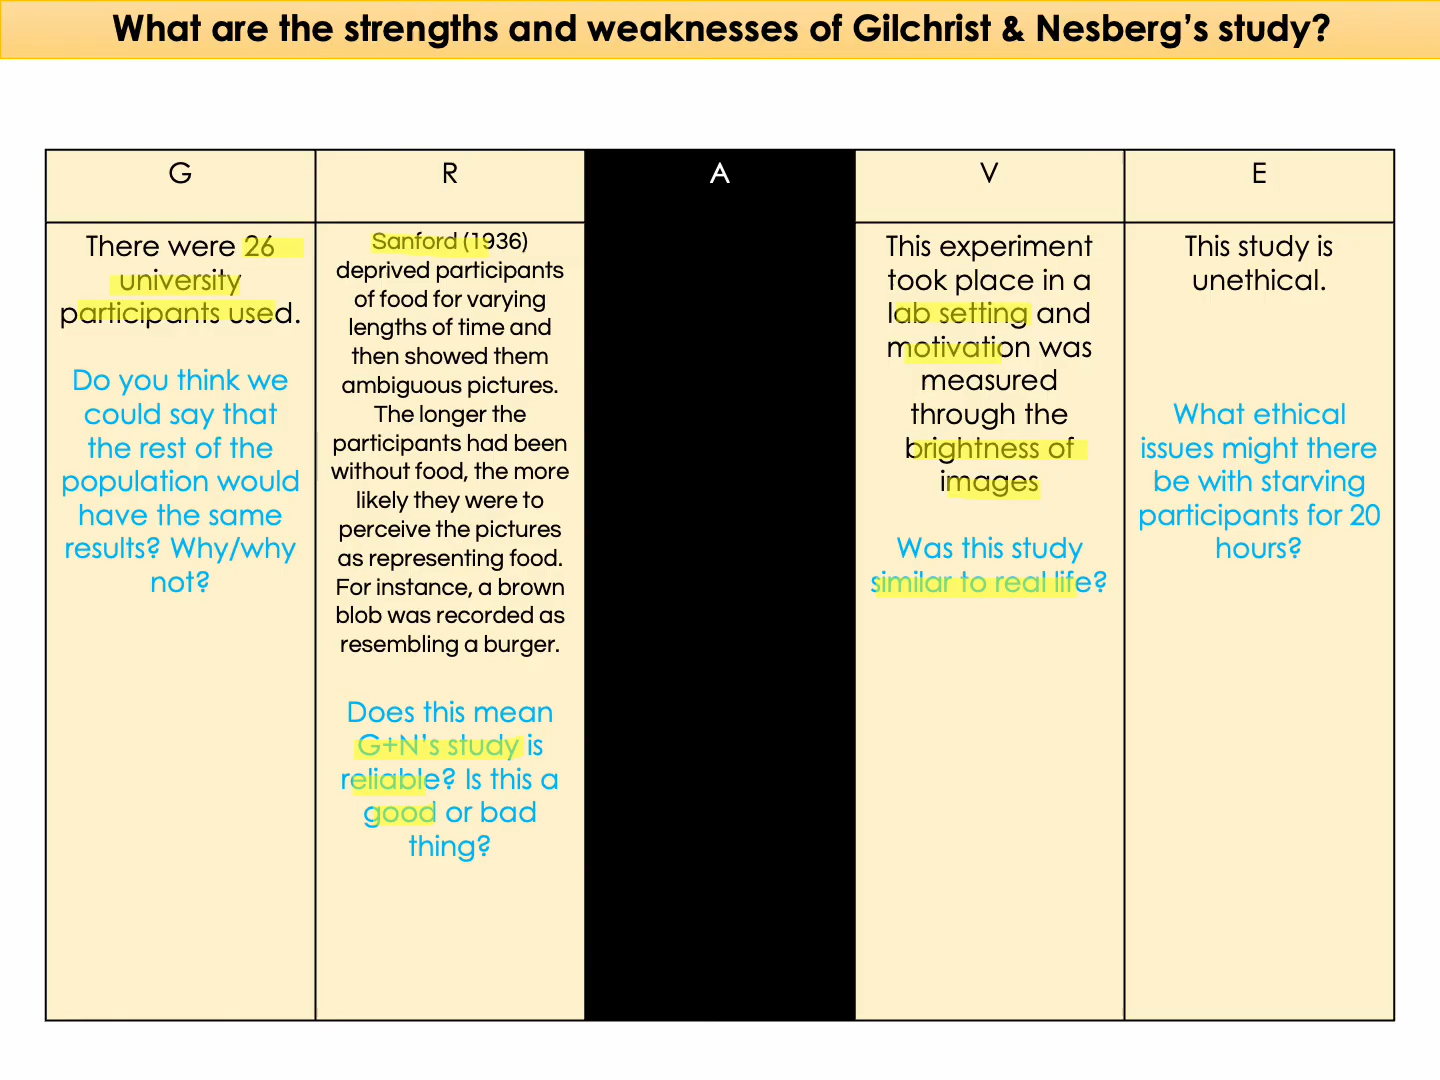 What are the strengths and weaknesses of Gilchrist & Nesberg's study?
G
R
A
V
E
There were 26
university
participants used.
Do you think we
could say that
the rest of the
population would
have the same
results? Why/why
not?
Sanford (1936)
deprived participants
of food for varying
lengths of time and
then showed them
ambiguous pictures.
The longer the
participants had been
without food, the more
likely they were to
perceive the pictures
as representing food.
For instance, a brown
blob was recorded as
resembling a burger.
Does this mean
G+N's study is
reliable? Is this a
good or bad
thing?
This experiment
took place in a
lab setting and
motivation was
measured
through the
brightness of
images
Was this study
similar to real life?
This study is
unethical.
What ethical
issues might there
be with starving
participants for 20
hours?